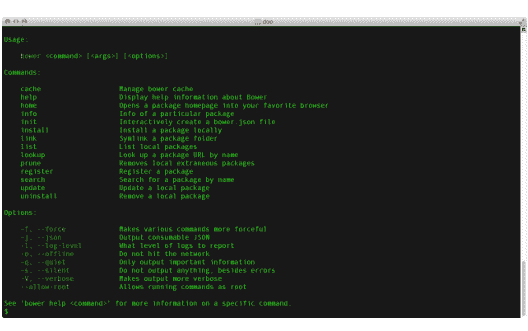 doo
Usage:
bower <command> [<args>] [<options>]
Commands:
cache Manage bower cache
help Display help information about Bower
home Opens a package homepage into your favorite browser
info Info of a particular package
init Interactively create a bower.json file
install Install a package locally
link Symlink a package folder
list List local packages
lookup Look up a package URL by name
prune Removes local extraneous packages
register Register a package
search Search for a package by name
update Update a local package
uninstall Remove a local package
Options:
-f, --force Makes various commands more forceful
-j, --json Output consumable JSON
-l, --log-level What level of logs to report
-o, --offline Do not hit the network
-q, --quiet Only output important information
-s, --silent Do not output anything, besides errors
-V, --verbose Makes output more verbose
--allow-root Allows running commands as root
See 'bower help <command>' for more information on a specific command.
$